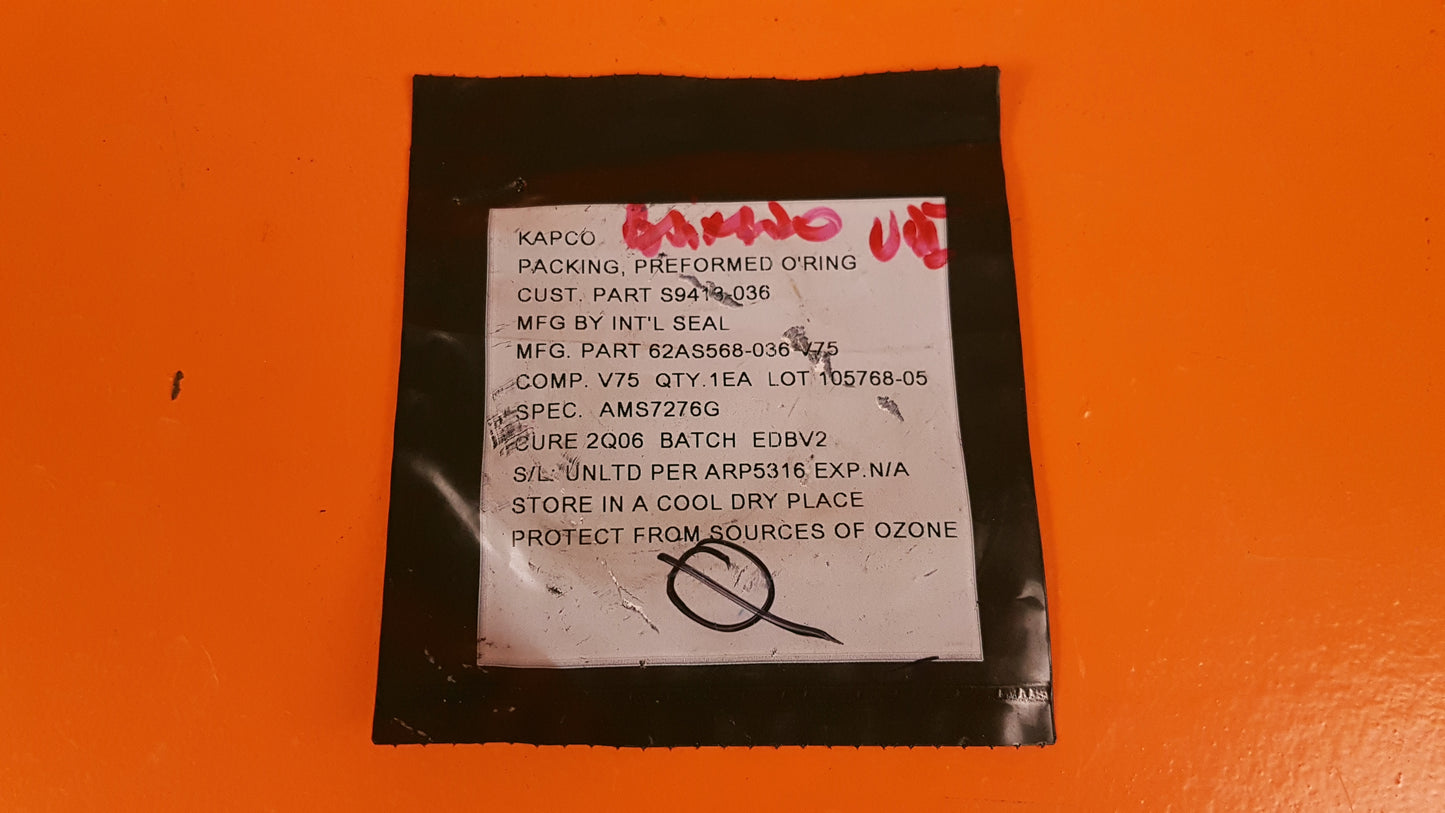 KAPCO
PACKING, PREFORMED O'RING
CUST. PART S9413-036
MFG BY INT'L SEAL
MFG. PART 62AS568-036-V75
COMP. V75 QTY.1EA LOT 105768-05
SPEC. AMS7276G
CURE 2Q06 BATCH EDBV2
S/L: UNLTD PER ARP5316 EXP.N/A
STORE IN A COOL DRY PLACE
PROTECT FROM SOURCES OF OZONE